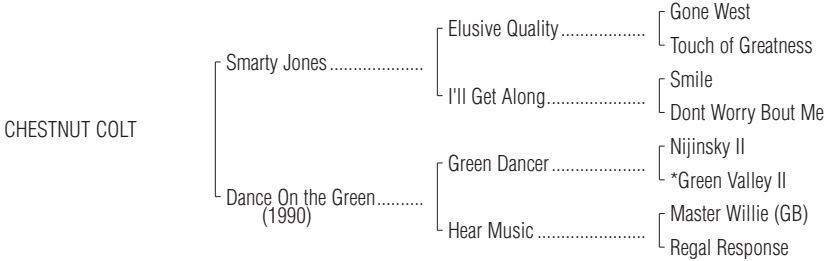 Gone West
Elusive Quality....................
Touch of Greatness
Smarty Jones......................
Smile
I'll Get Along.......................
Dont Worry Bout Me
CHESTNUT COLT
Nijinsky II
Green Dancer......................
*Green Valley II
Dance On the Green...........
(1990)
Master Willie (GB)
Hear Music.........................
Regal Response